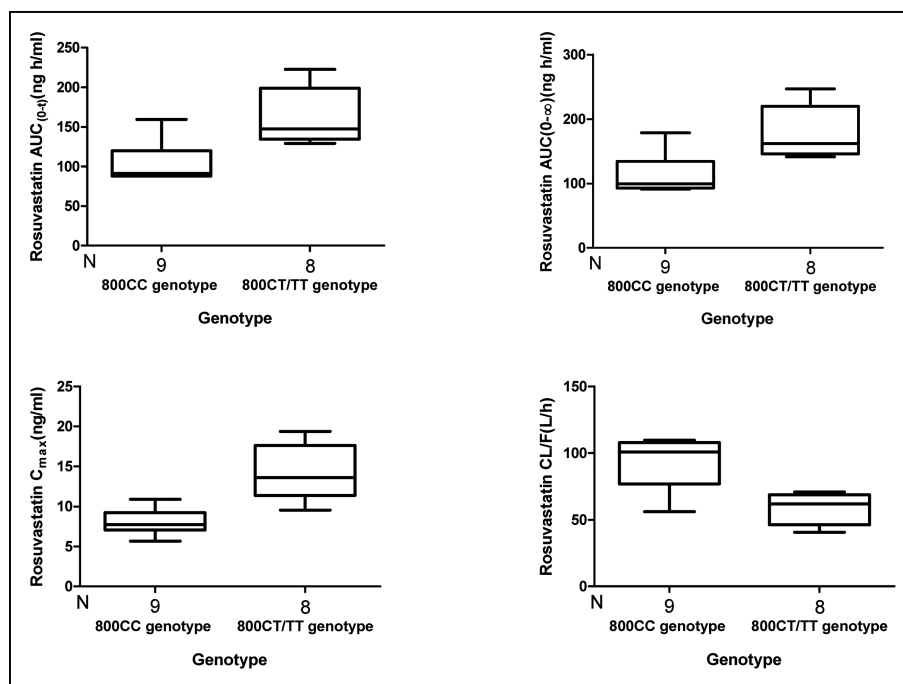 Rosuvastatin AUC(0-t)(ng h/ml)
250
200
150
100
50
0
N 9 8
800CC genotype 800CT/TT genotype
Genotype
Rosuvastatin AUC(0-∞)(ng h/ml)
300
200
100
0
N 9 8
800CC genotype 800CT/TT genotype
Genotype
Rosuvastatin Cmax(ng/ml)
25
20
15
10
5
0
N 9 8
800CC genotype 800CT/TT genotype
Genotype
Rosuvastatin CL/F(L/h)
150
100
50
0
N 9 8
800CC genotype 800CT/TT genotype
Genotype